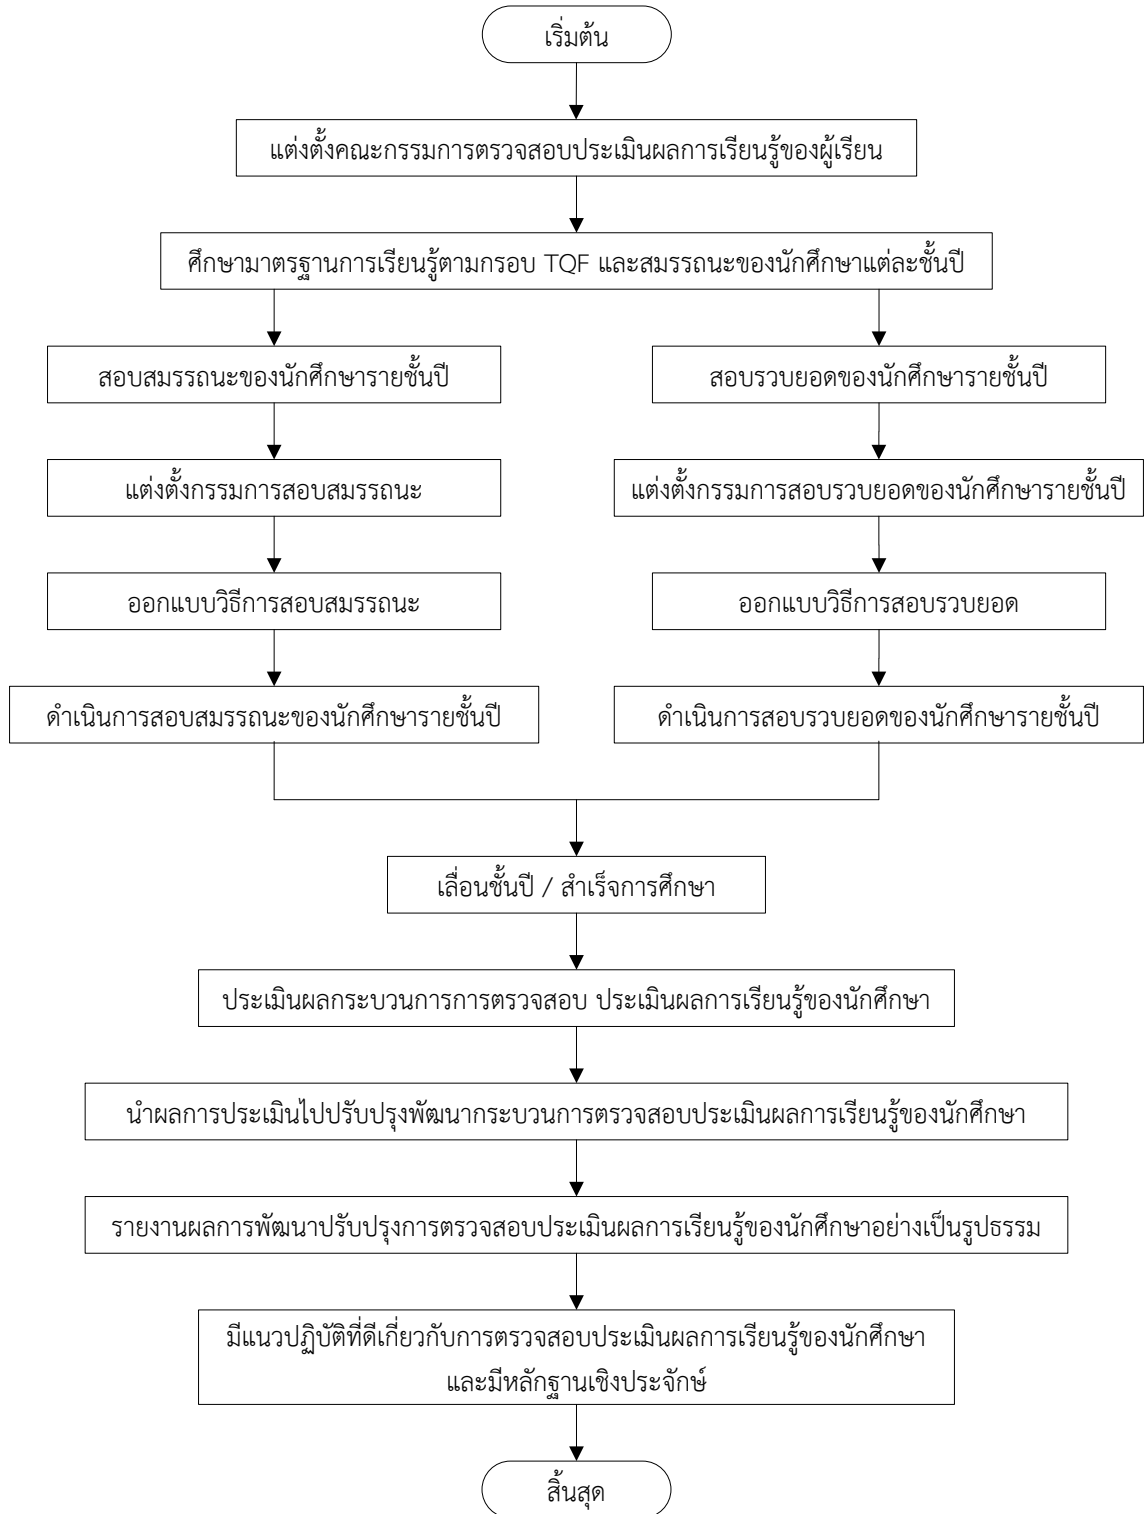 เริ่มต้น
แต่งตั้งคณะกรรมการตรวจสอบประเมินผลการเรียนรู้ของผู้เรียน
ศึกษามาตรฐานการเรียนรู้ตามกรอบ TQF และสมรรถนะของนักศึกษาแต่ละชั้นปี
สอบสมรรถนะของนักศึกษารายชั้นปี
สอบรวบยอดของนักศึกษารายชั้นปี
แต่งตั้งกรรมการสอบสมรรถนะ
แต่งตั้งกรรมการสอบรวบยอดของนักศึกษารายชั้นปี
ออกแบบวิธีการสอบสมรรถนะ
ออกแบบวิธีการสอบรวบยอด
ดำเนินการสอบสมรรถนะของนักศึกษารายชั้นปี
ดำเนินการสอบรวบยอดของนักศึกษารายชั้นปี
เลื่อนชั้นปี / สำเร็จการศึกษา
ประเมินผลกระบวนการการตรวจสอบ ประเมินผลการเรียนรู้ของนักศึกษา
นำผลการประเมินไปปรับปรุงพัฒนากระบวนการตรวจสอบประเมินผลการเรียนรู้ของนักศึกษา
รายงานผลการพัฒนาปรับปรุงการตรวจสอบประเมินผลการเรียนรู้ของนักศึกษาอย่างเป็นรูปธรรม
มีแนวปฏิบัติที่ดีเกี่ยวกับการตรวจสอบประเมินผลการเรียนรู้ของนักศึกษา
และมีหลักฐานเชิงประจักษ์
สิ้นสุด